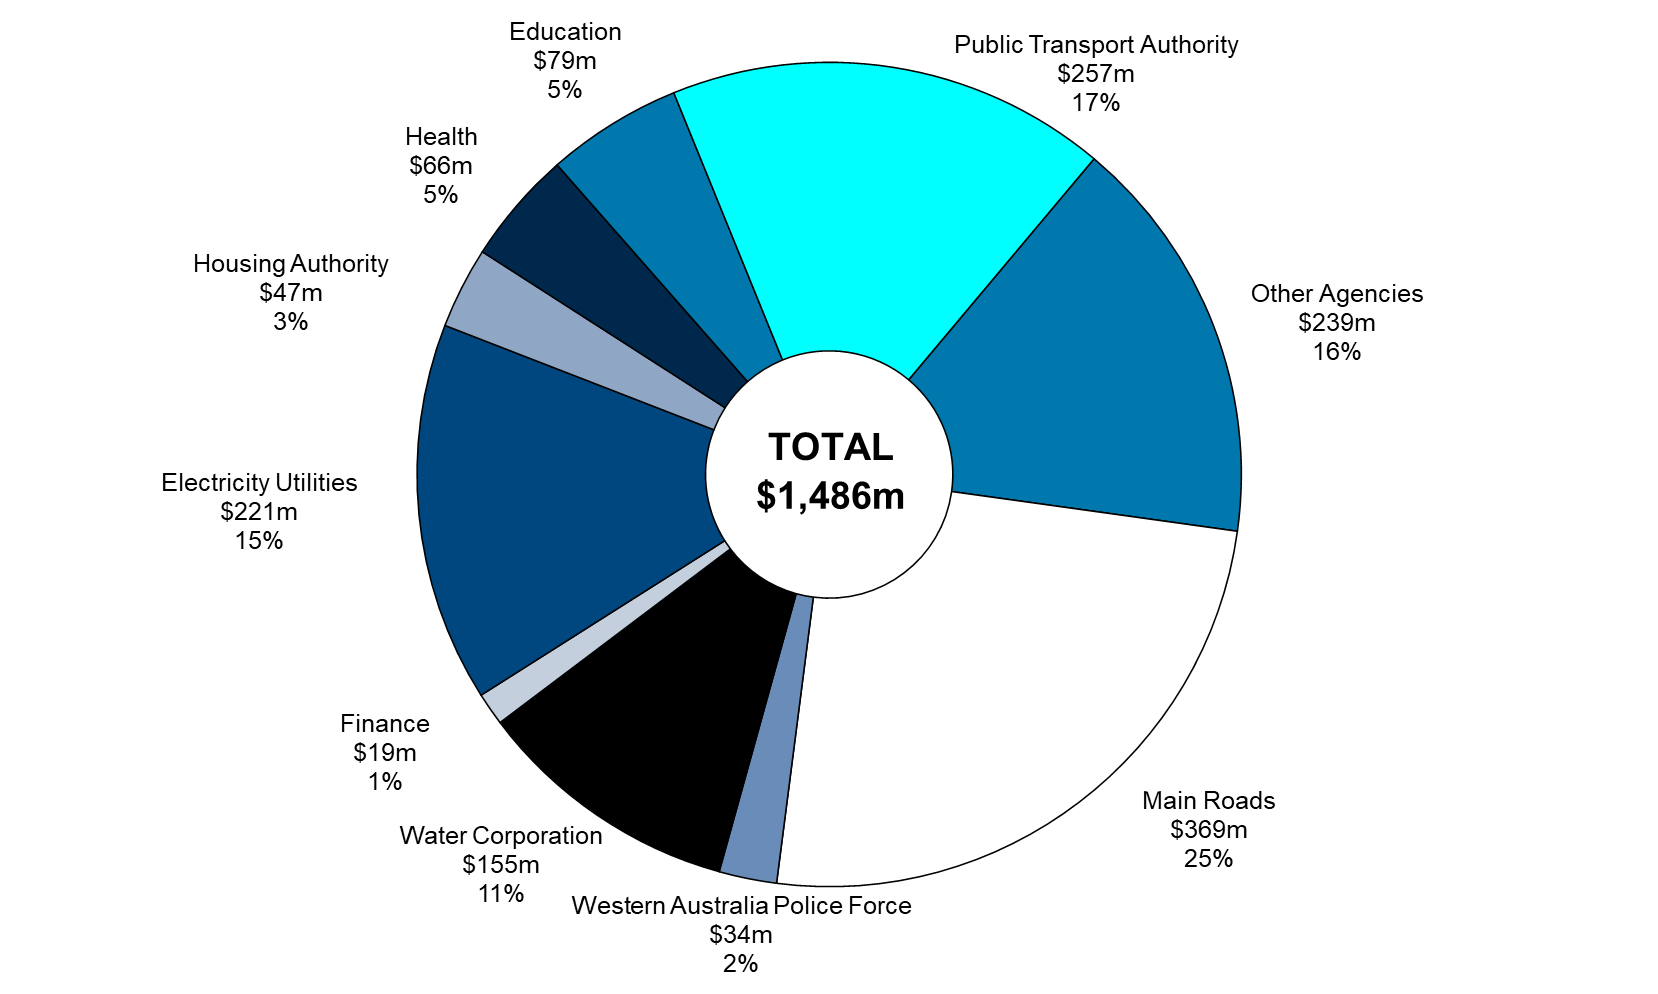 Education
$79m
5%
Public Transport Authority
$257m
17%
Health
$66m
5%
Housing Authority
$47m
3%
Other Agencies
$239m
16%
TOTAL
$1,486m
Electricity Utilities
$221m
15%
Finance
$19m
1%
Main Roads
$369m
25%
Water Corporation
$155m
11%
Western Australia Police Force
$34m
2%